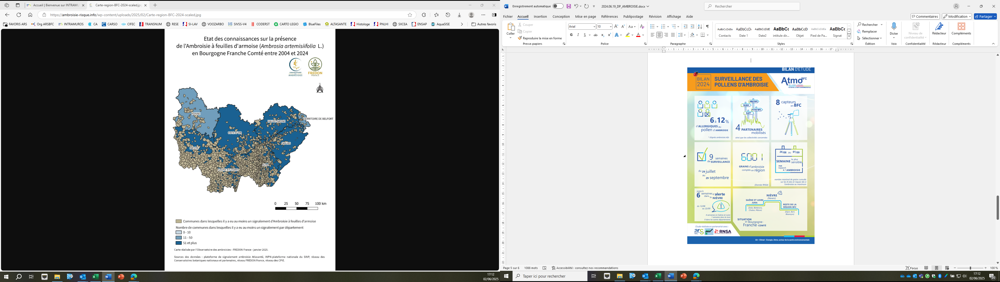 Accueil | Bienvenue sur INTRAMU
Carte-region-BFC-2024-scaled.jp
https://ambroisie-risque.info/wp-content/uploads/2025/02/Carte-region-BFC-2024-scaled.jpg
FAVORIS ARS
Org ARSBFC
INTRAMUROS
CA
CARSO
CIFEC
TRANSNUM
RESE
SI-LAV
VOOZARBO
SIVSS-V4
CODERST
CARTO LEGIO
BlueFiles
ALTASANTE
Histologe
PNLHI
SIICEA
ENSAP
AquaSISE
Autres favoris
Etat des connaissances sur la présence
de l'Ambroisie à feuilles d'armoise (Ambrosia artemisiifolia L.)
en Bourgogne Franche Comté entre 2004 et 2024
OBSERVATOIRE
AMBROISIES
FREDON
FRANCE
N
YONNE
TERRITOIRE DE BELFORT
HAUTE-SAONE
COTE-D'OR
DOUBS
NIEVRE
JURA
SAONE-ET-LOIRE
0 25 50 75 100 km
Communes dans lesquelles il y a eu au moins un signalement d'Ambroisie à feuilles d'armoise
Nombre de communes dans lesquelles il y a eu au moins un signalement par département
0 - 10
11 - 50
51 et plus
Carte réalisée par l'Observatoire des ambroisies - FREDON France - janvier 2025.
Sources des données : plateforme de signalement ambroisie Atlasanté, INPN-plateforme nationale du SINP, réseau des
Conservatoires botaniques nationaux et partenaires, réseau FREDON France, réseau des CPIE.
17:12
02/06/2025
Enregistrement automatique
2024.06.19_DP_AMBROISIE.docx
Rechercher
Fichier
Accueil
Insertion
Conception
Mise en page
Références
Publipostage
Révision
Affichage
Aide
Commentaires
Modification
Partager
Coller
Couper
Copier
Reproduire la mise en forme
Presse-papiers
Arial
10
Police
Paragraphe
AaBbCcDdEe
Contacts
AaBbCcDı
Date 1
AaBbCcDdE
Date2
AaBbCc
intitule dir...
AaBbCcD
Objet
AaBbCcDdEe
Pied de Pa...
AaBbCc
Signat
Styles
Rechercher
Remplacer
Sélectionner
Édition
Dicter
Voix
Niveau de
confidentialité
Confidentialité
Rédacteur
Rédacteur
Compléments
Compléments
BILAN D'ÉTUDE
BILAN
2024
SURVEILLANCE DES
POLLENS D'AMBROISIE
Atmo BFC
ACTEUR DE LA SANTÉ ENVIRONNEMENTALE
6 à 12%
d'ALLERGIQUES au
pollen d'AMBROISIE
* d'après ambroisie.info
ARS BFC
RNSA
ATMO BFC
RAFT
4 PARTENAIRES
mobilisés
ainsi que les collectivités concernées
8 capteurs
en BFC
9 semaines
de SURVEILLANCE
du 29 juillet
au
29 septembre
6001
GRAINS d'ambroisie
comptés en région
(Donnée RNSA)
26/08 au 01/09
SEMAINE la plus
sensible
PAR
rapport
à l'AMBROISIE
nombre maximal de grains cumulés
sur les 8 sites et risques liés à
l'ambroisie au maximum
jusqu'à
6 semaines d'alerte
dans la
NIÈVRE
du 12/08
au 22/09
4 semaines en Saône-et-Loire
1 semaine dans le Jura
0 dans les autres départements
NIÈVRE
(Nevers)
SAÔNE ET LOIRE
JURA
(Dole, Bletterans,
Chalon, Mâcon)
RESTE DE LA
RÉGION BFC
(Dijon, Bart,
Besançon)
SITUATION
en Bourgogne-
Franche-COMTÉ
Etude réalisée en partenariat avec :
ars
RNSA
Air - Climat - Energie. Atmo, acteur de la santé environnementale
Page 5 sur 6
1088 mots
Accessibilité : consultez nos recommandations
Focus
100 %
Taper ici pour rechercher
17:12
02/06/2025
20